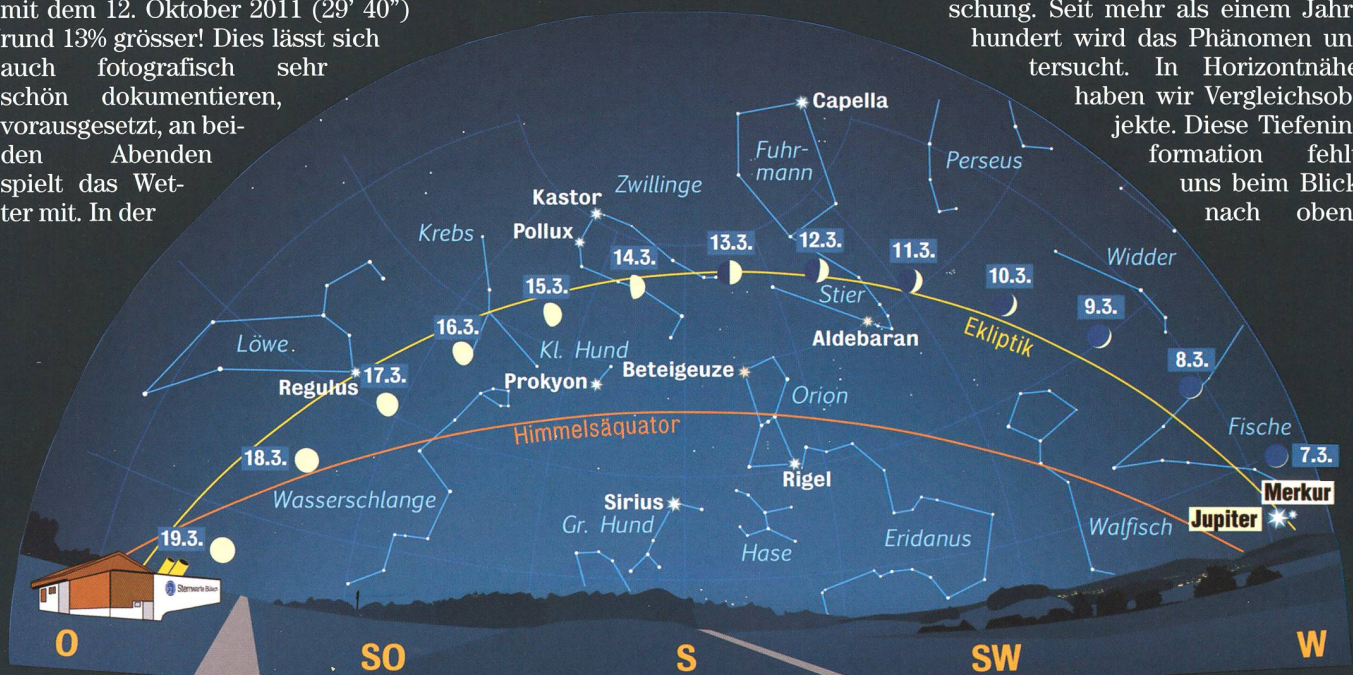 mit dem 12. Oktober 2011 (29’ 40”)
rund 13% grösser! Dies lässt sich
auch fotografisch sehr
schön dokumentieren,
vorausgesetzt, an bei-
den Abenden
spielt das Wet-
ter mit. In der
schung. Seit mehr als einem Jahr
hundert wird das Phänomen un
tersucht. In Horizontnähe
haben wir Vergleichsob
jekte. Diese Tiefenin
formation fehlt
uns beim Blick
nach oben
Capella
Fuhr-
mann
Perseus
Zwillinge
Kastor
Pollux
Krebs
Widder
14.3.
13.3.
12.3.
11.3.
10.3.
15.3.
9.3.
16.3.
Stier
Aldebaran
Ekliptik
8.3.
Löwe
Kl. Hund
Regulus
17.3.
Prokyon
Beteigeuze
Orion
Himmelsäquator
Fische
7.3.
18.3.
Rigel
Merkur
Jupiter
Wasserschlange
Sirius
Gr. Hund
Hase
Eridanus
Walfisch
19.3.
Sternwarte Bülach
O
SO
S
SW
W